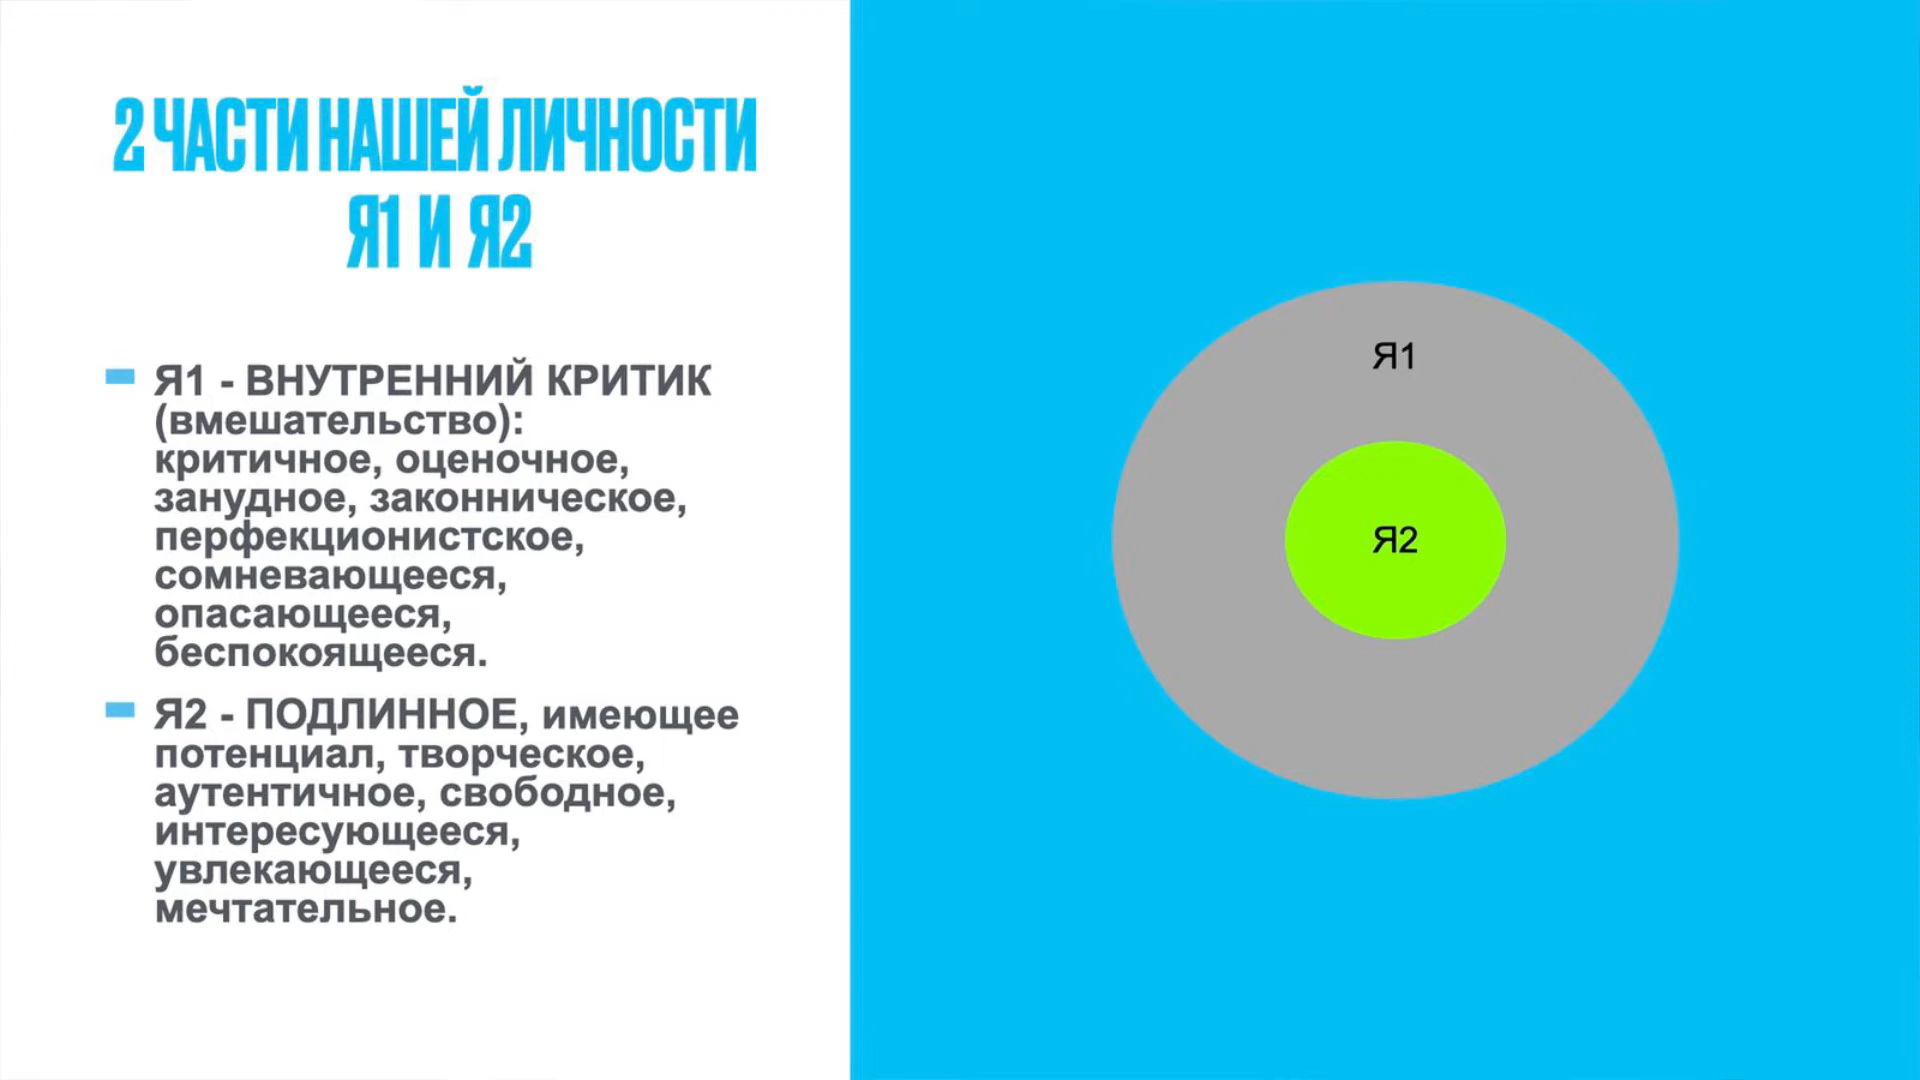 2 ЧАСТИ НАШЕЙ ЛИЧНОСТИ
Я1 И Я2
Я1 - ВНУТРЕННИЙ КРИТИК
(вмешательство):
критичное, оценочное,
занудное, законническое,
перфекционистское,
сомневающееся,
опасающееся,
беспокоящееся.
Я2 - ПОДЛИННОЕ, имеющее
потенциал, творческое,
аутентичное, свободное,
интересующееся,
увлекающееся,
мечтательное.
Я1
Я2